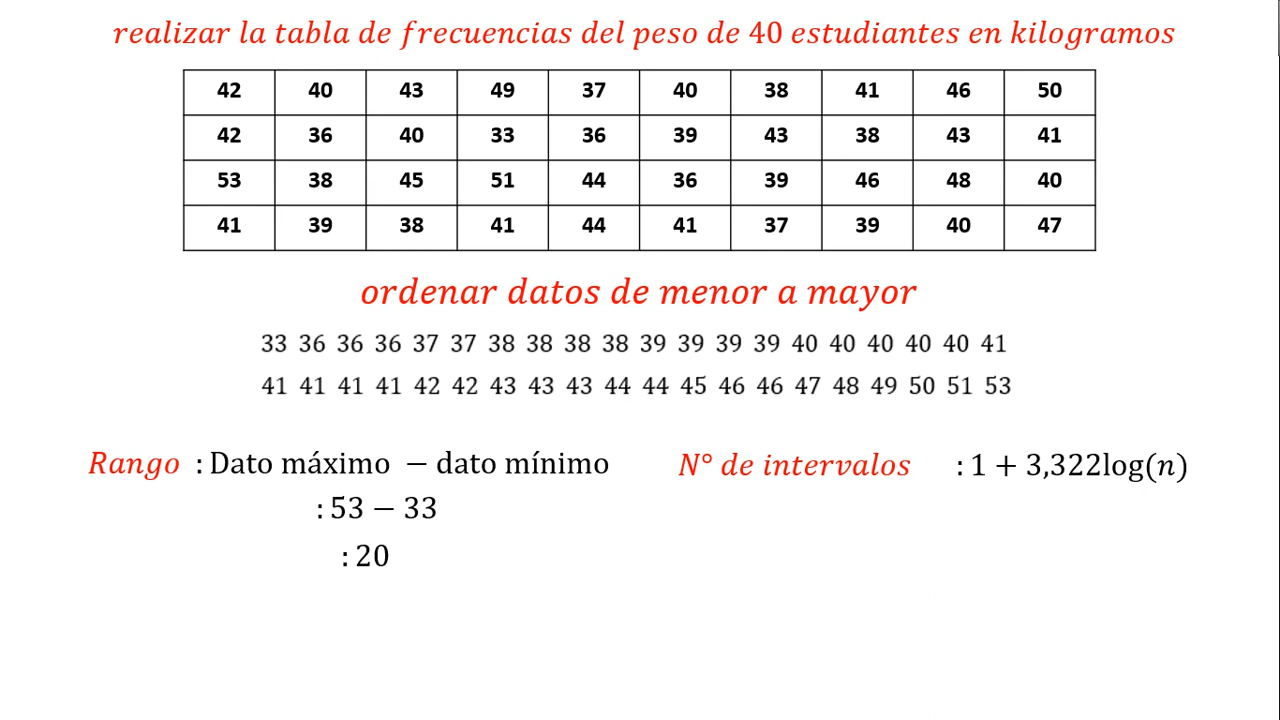 realizar la tabla de frecuencias del peso de 40 estudiantes en kilogramos
42 40 43 49 37 40 38 41 46 50
42 36 40 33 36 39 43 38 43 41
53 38 45 51 44 36 39 46 48 40
41 39 38 41 44 41 37 39 40 47
ordenar datos de menor a mayor
33 36 36 36 37 37 38 38 38 38 39 39 39 39 40 40 40 40 40 41
41 41 41 41 42 42 43 43 43 44 44 45 46 46 47 48 49 50 51 53
Rango : Dato máximo − dato mínimo
: 53 − 33
: 20
N° de intervalos : 1 + 3,322log(n)